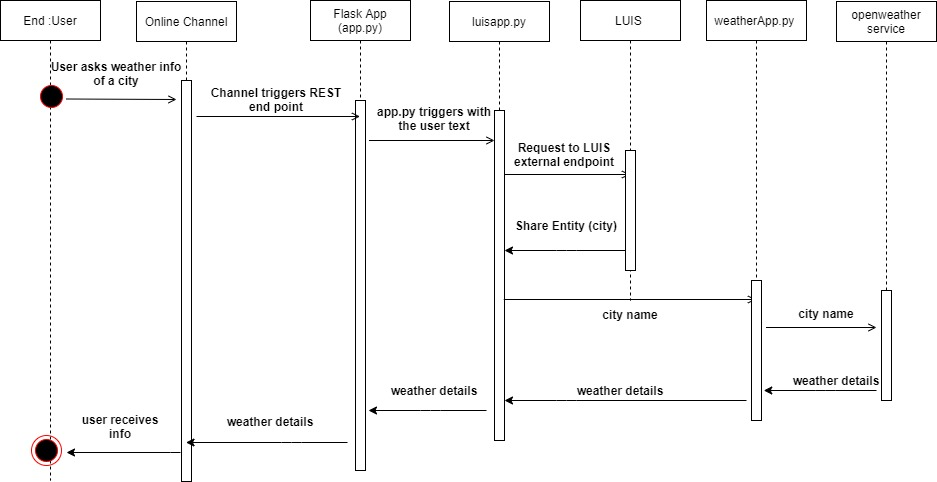 End :User
Online Channel
Flask App
(app.py)
luisapp.py
LUIS
weatherApp.py
openweather
service
User asks weather info
of a city
Channel triggers REST
end point
app.py triggers with
the user text
Request to LUIS
external endpoint
Share Entity (city)
city name
city name
weather details
weather details
weather details
weather details
user receives
info